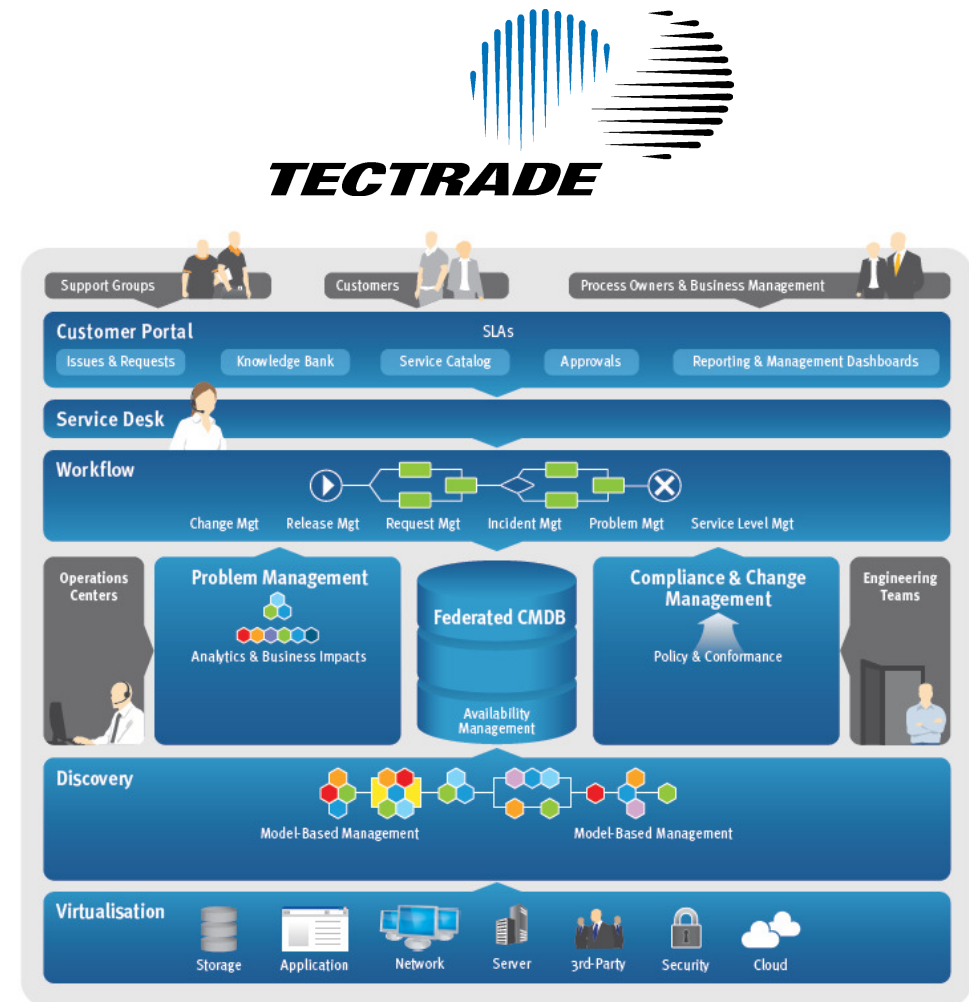 TECTRADE
Support Groups
Customers
Process Owners & Business Management
Customer Portal
SLAs
Issues & Requests
Knowledge Bank
Service Catalog
Approvals
Reporting & Management Dashboards
Service Desk
Workflow
Change Mgt
Release Mgt
Request Mgt
Incident Mgt
Problem Mgt
Service Level Mgt
Operations
Centers
Problem Management
Analytics & Business Impacts
Federated CMDB
Availability
Management
Compliance & Change
Management
Policy & Conformance
Engineering
Teams
Discovery
Model-Based Management
Model-Based Management
Virtualisation
Storage
Application
Network
Server
3rd-Party
Security
Cloud